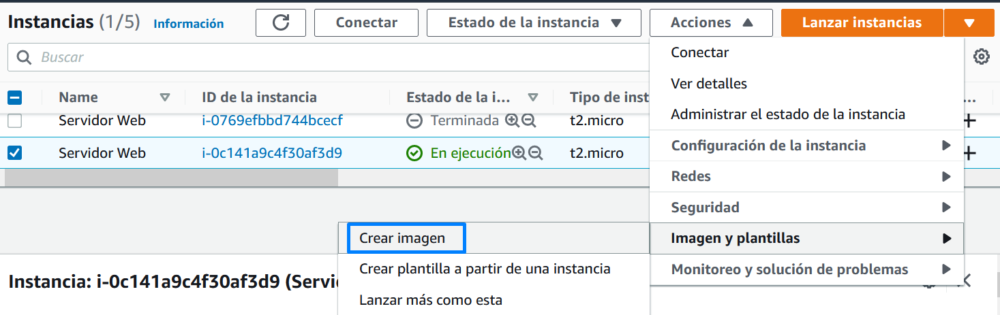 Instancias (1/5) Información Conectar Estado de la instancia Acciones Lanzar instancias
Buscar
Conectar
Ver detalles
Administrar el estado de la instancia
Configuración de la instancia
Redes
Seguridad
Imagen y plantillas
Monitoreo y solución de problemas
Name ID de la instancia Estado de la i... Tipo de inst ...
Servidor Web i-0769efbbd744bcecf Terminada t2.micro
Servidor Web i-0c141a9c4f30af3d9 En ejecución t2.micro
Crear imagen
Crear plantilla a partir de una instancia
Lanzar más como esta
Instancia: i-0c141a9c4f30af3d9 (Servi